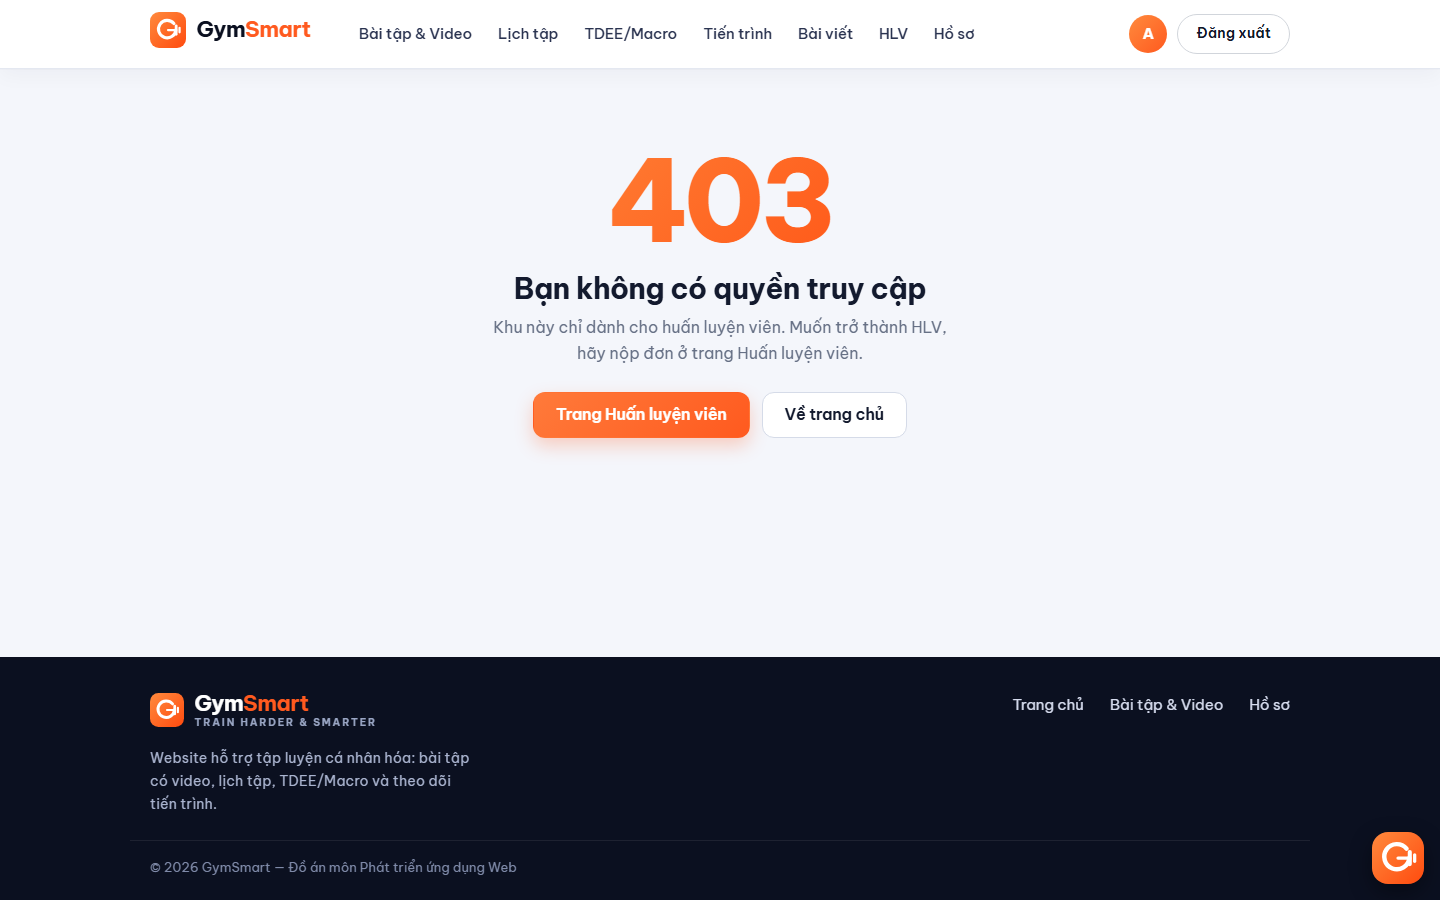 GymSmart
Bài tập & Video
Lịch tập
TDEE/Macro
Tiến trình
Bài viết
HLV
Hồ sơ
A
Đăng xuất
403
Bạn không có quyền truy cập
Khu này chỉ dành cho huấn luyện viên. Muốn trở thành HLV,
hãy nộp đơn ở trang Huấn luyện viên.
Trang Huấn luyện viên
Về trang chủ
GymSmart
TRAIN HARDER & SMARTER
Website hỗ trợ tập luyện cá nhân hóa: bài tập
có video, lịch tập, TDEE/Macro và theo dõi
tiến trình.
Trang chủ
Bài tập & Video
Hồ sơ
© 2026 GymSmart — Đồ án môn Phát triển ứng dụng Web